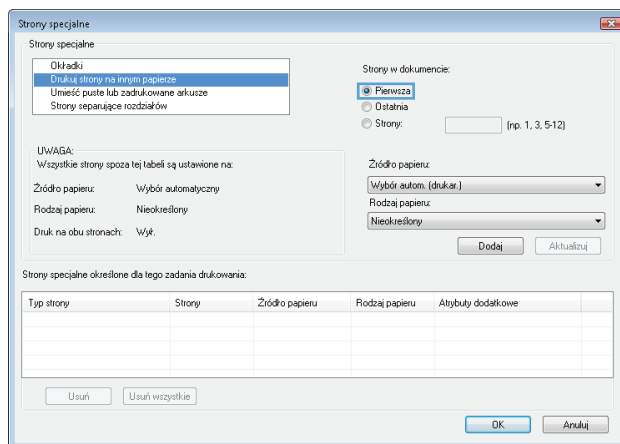 Strony specjalne
Strony specjalne
Okładki
Drukuj strony na innym papierze
Umieść puste lub zadrukowane arkusze
Strony separujące rozdziałów
Strony w dokumencie:
Pierwsza
Ostatnia
Strony: (np. 1, 3, 5-12)
UWAGA:
Wszystkie strony spoza tej tabeli są ustawione na:
Źródło papieru: Wybór automatyczny
Rodzaj papieru: Nieokreślony
Druk na obu stronach: Wył.
Źródło papieru:
Wybór autom. (drukar.)
Rodzaj papieru:
Nieokreślony
Dodaj Aktualizuj
Strony specjalne określone dla tego zadania drukowania:
Typ strony Strony Źródło papieru Rodzaj papieru Atrybuty dodatkowe
Usuń Usuń wszystkie
OK Anuluj